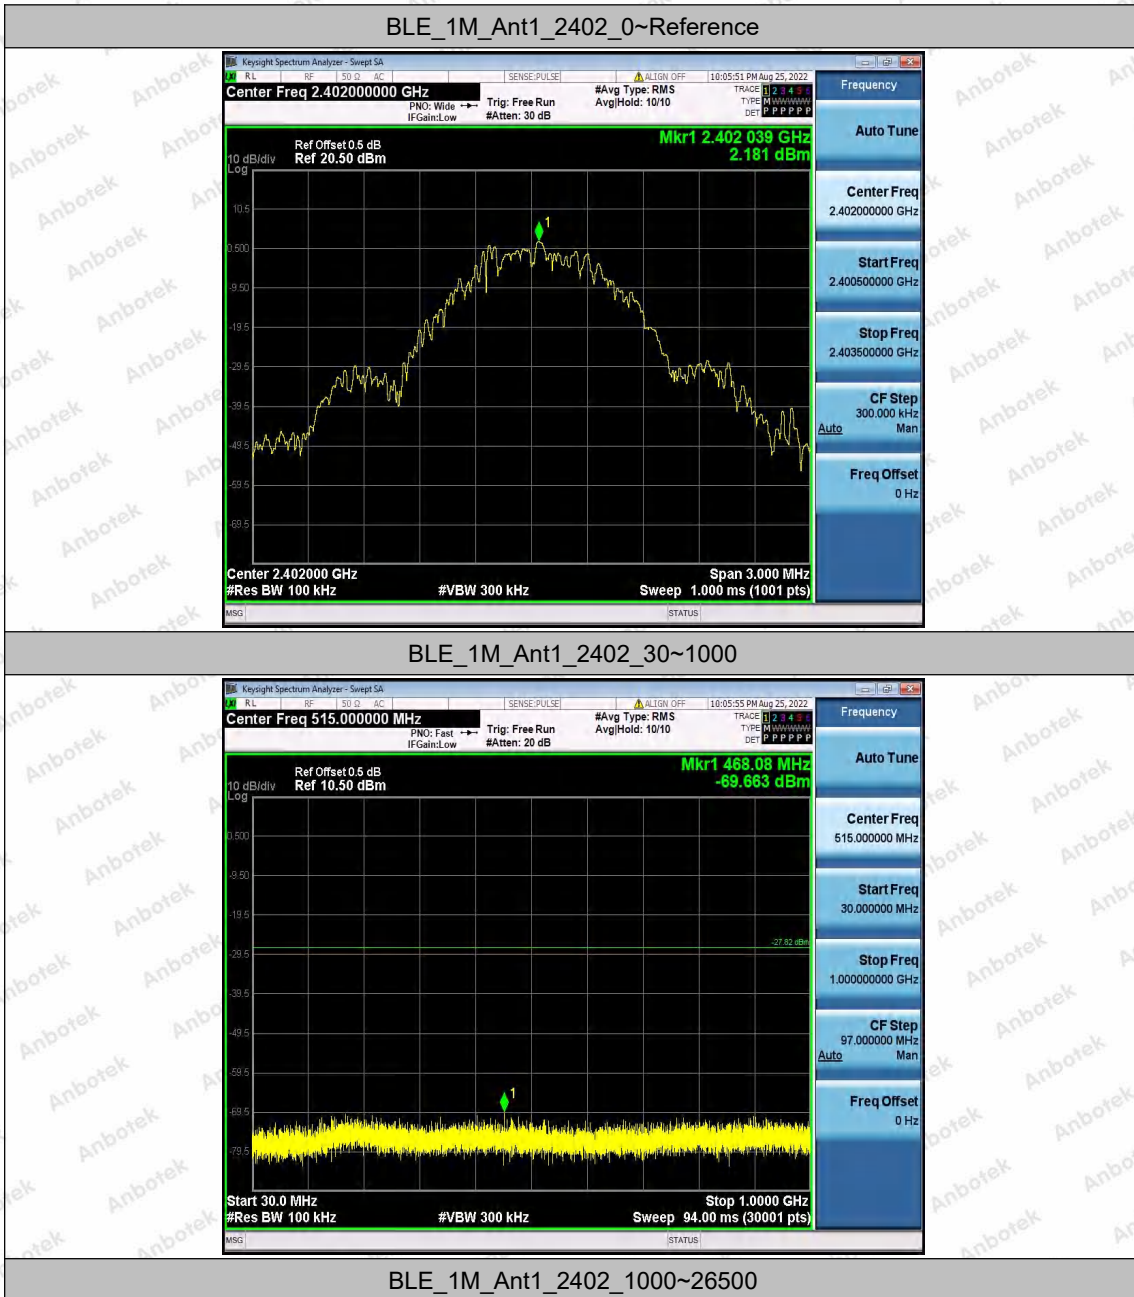 BLE_1M_Ant1_2402_0~Reference
Keysight Spectrum Analyzer - Swept SA
LXI RL RF 50 Ω AC SENSE:PULSE ALIGN OFF 10:05:51 PM Aug 25, 2022
Center Freq 2.402000000 GHz
PNO: Wide
IFGain:Low
Trig: Free Run
#Atten: 30 dB
#Avg Type: RMS
Avg|Hold: 10/10
TRACE 1 2 3 4 5 6
TYPE M W W W W W
DET P P P P P P
Frequency
Mkr1 2.402 039 GHz
2.181 dBm
Ref Offset 0.5 dB
10 dB/div Ref 20.50 dBm
Log
10.5
0.500
-9.50
-19.5
-29.5
-39.5
-49.5
-59.5
-69.5
1
Center 2.402000 GHz Span 3.000 MHz
#Res BW 100 kHz #VBW 300 kHz Sweep 1.000 ms (1001 pts)
Auto Tune
Center Freq
2.402000000 GHz
Start Freq
2.400500000 GHz
Stop Freq
2.403500000 GHz
CF Step
300.000 kHz
Auto Man
Freq Offset
0 Hz
MSG STATUS
BLE_1M_Ant1_2402_30~1000
Keysight Spectrum Analyzer - Swept SA
LXI RL RF 50 Ω AC SENSE:PULSE ALIGN OFF 10:05:55 PM Aug 25, 2022
Center Freq 515.000000 MHz
PNO: Fast
IFGain:Low
Trig: Free Run
#Atten: 20 dB
#Avg Type: RMS
Avg|Hold: 10/10
TRACE 1 2 3 4 5 6
TYPE M W W W W W
DET P P P P P P
Frequency
Mkr1 468.08 MHz
-69.663 dBm
Ref Offset 0.5 dB
10 dB/div Ref 10.50 dBm
Log
0.500
-9.50
-19.5
-29.5
-39.5
-49.5
-59.5
-69.5
-79.5
-27.82 dBm
1
Start 30.0 MHz Stop 1.0000 GHz
#Res BW 100 kHz #VBW 300 kHz Sweep 94.00 ms (30001 pts)
Auto Tune
Center Freq
515.000000 MHz
Start Freq
30.000000 MHz
Stop Freq
1.000000000 GHz
CF Step
97.000000 MHz
Auto Man
Freq Offset
0 Hz
MSG STATUS
BLE_1M_Ant1_2402_1000~26500
Anbotek